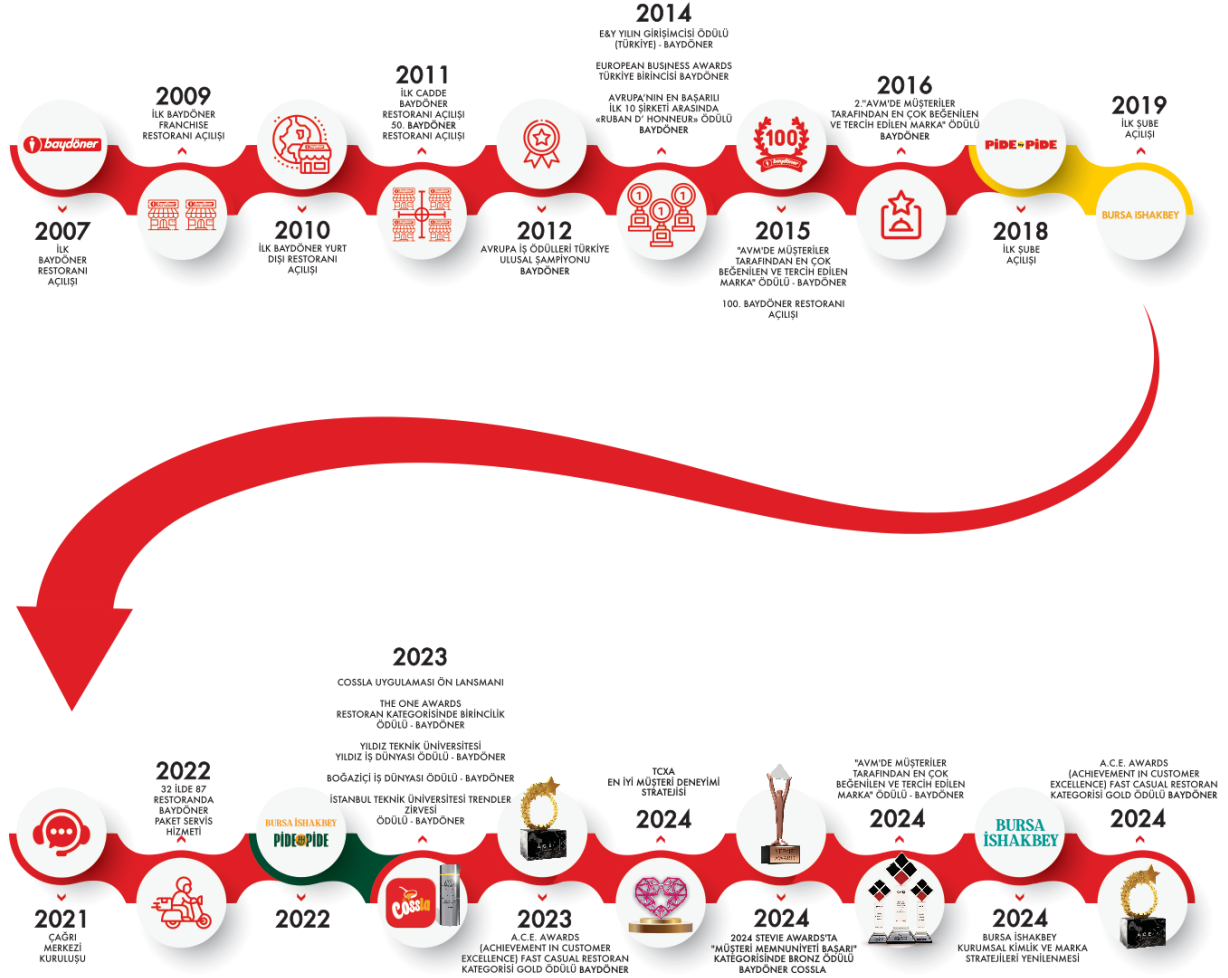 baydöner
2007
İLK
BAYDÖNER
RESTORANI
AÇILIŞI
2009
İLK BAYDÖNER
FRANCHISE
RESTORANI AÇILIŞI
2010
İLK BAYDÖNER YURT
DIŞI RESTORANI
AÇILIŞI
2011
İLK CADDE
BAYDÖNER
RESTORANI AÇILIŞI
50. BAYDÖNER
RESTORANI AÇILIŞI
2012
AVRUPA İŞ ÖDÜLLERİ TÜRKİYE
ULUSAL ŞAMPİYONU
BAYDÖNER
2014
E&Y YILIN GİRİŞİMCİSİ ÖDÜLÜ
(TÜRKİYE) - BAYDÖNER
EUROPEAN BUSINESS AWARDS
TÜRKİYE BİRİNCİSİ BAYDÖNER
AVRUPA'NIN EN BAŞARILI
İLK 10 ŞİRKETİ ARASINDA
«RUBAN D' HONNEUR» ÖDÜLÜ
BAYDÖNER
1
1
1
100
baydöner
2015
"AVM'DE MÜŞTERİLER
TARAFINDAN EN ÇOK
BEĞENİLEN VE TERCİH EDİLEN
MARKA" ÖDÜLÜ - BAYDÖNER
100. BAYDÖNER RESTORANI
AÇILIŞI
2016
2."AVM'DE MÜŞTERİLER
TARAFINDAN EN ÇOK BEĞENİLEN
VE TERCİH EDİLEN MARKA" ÖDÜLÜ
BAYDÖNER
PİDE PİDE
2018
İLK ŞUBE
AÇILIŞI
2019
İLK ŞUBE
AÇILIŞI
BURSA İSHAKBEY
2021
ÇAĞRI
MERKEZİ
KURULUŞU
2022
32 İLDE 87
RESTORANDA
BAYDÖNER
PAKET SERVİS
HİZMETİ
BURSA İSHAKBEY
PİDE PİDE
2022
2023
COSSLA UYGULAMASI ÖN LANSMANI
THE ONE AWARDS
RESTORAN KATEGORİSİNDE BİRİNCİLİK
ÖDÜLÜ - BAYDÖNER
YILDIZ TEKNİK ÜNİVERSİTESİ
YILDIZ İŞ DÜNYASI ÖDÜLÜ - BAYDÖNER
BOĞAZİÇİ İŞ DÜNYASI ÖDÜLÜ - BAYDÖNER
İSTANBUL TEKNİK ÜNİVERSİTESİ TRENDLER
ZİRVESİ
ÖDÜLÜ - BAYDÖNER
Cossla
A.C.E.
2023
A.C.E. AWARDS
(ACHIEVEMENT IN CUSTOMER
EXCELLENCE) FAST CASUAL RESTORAN
KATEGORİSİ GOLD ÖDÜLÜ BAYDÖNER
TCXA
EN İYİ MÜŞTERİ DENEYİMİ
STRATEJİSİ
2024
STEVIE
AWARDS
2024
2024 STEVIE AWARDS'TA
"MÜŞTERİ MEMNUNİYETİ BAŞARI"
KATEGORİSİNDE BRONZ ÖDÜLÜ
BAYDÖNER COSSLA
"AVM'DE MÜŞTERİLER
TARAFINDAN EN ÇOK
BEĞENİLEN VE TERCİH EDİLEN
MARKA" ÖDÜLÜ - BAYDÖNER
2024
BURSA
İSHAKBEY
2024
BURSA İSHAKBEY
KURUMSAL KİMLİK VE MARKA
STRATEJİLERİ YENİLENMESİ
A.C.E. AWARDS
(ACHIEVEMENT IN CUSTOMER
EXCELLENCE) FAST CASUAL RESTORAN
KATEGORİSİ GOLD ÖDÜLÜ BAYDÖNER
2024
A.C.E.